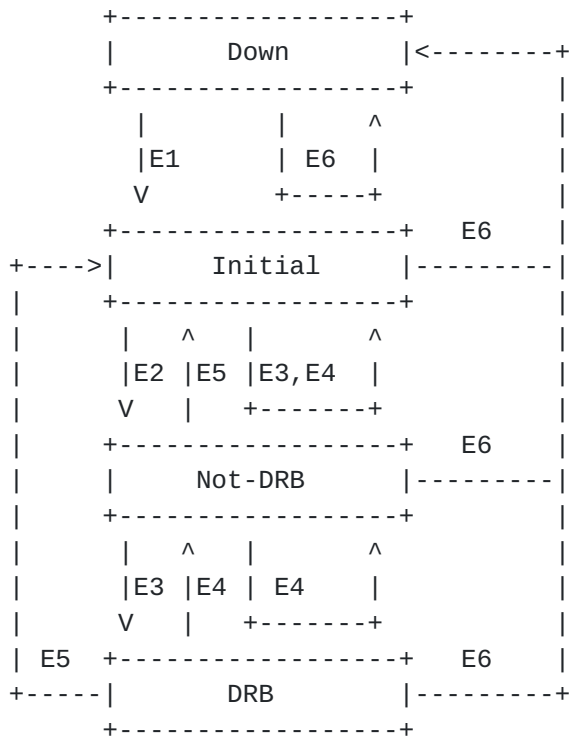 Down
E1 E6
E6
Initial
E2 E5 E3,E4
E6
Not-DRB
E3 E4 E4
E5 E6
DRB